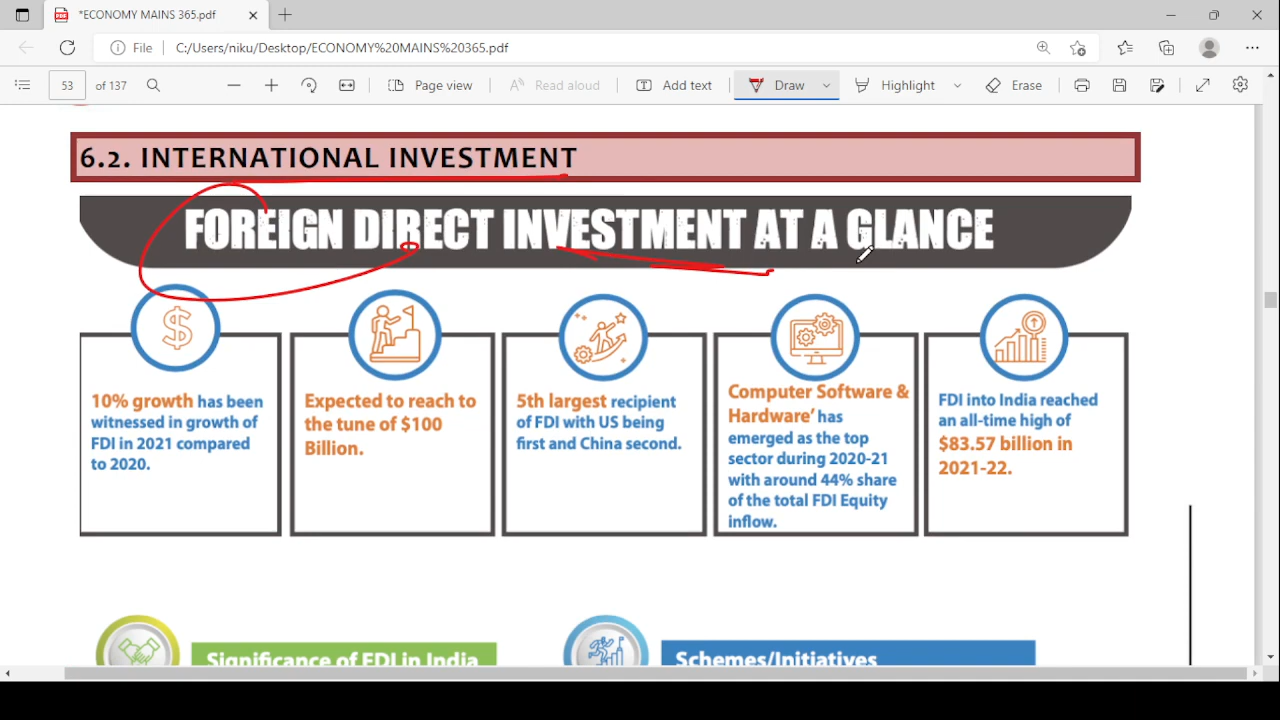 *ECONOMY MAINS 365.pdf
File
C:/Users/niku/Desktop/ECONOMY%20MAINS%20365.pdf
53 of 137
Page view
Read aloud
Add text
Draw
Highlight
Erase
6.2. INTERNATIONAL INVESTMENT
FOREIGN DIRECT INVESTMENT AT A GLANCE
10% growth has been
witnessed in growth of
FDI in 2021 compared
to 2020.
Expected to reach to
the tune of $100
Billion.
5th largest recipient
of FDI with US being
first and China second.
Computer Software &
Hardware’ has
emerged as the top
sector during 2020-21
with around 44% share
of the total FDI Equity
inflow.
FDI into India reached
an all-time high of
$83.57 billion in
2021-22.
Significance of FDI in India
Schemes/Initiatives